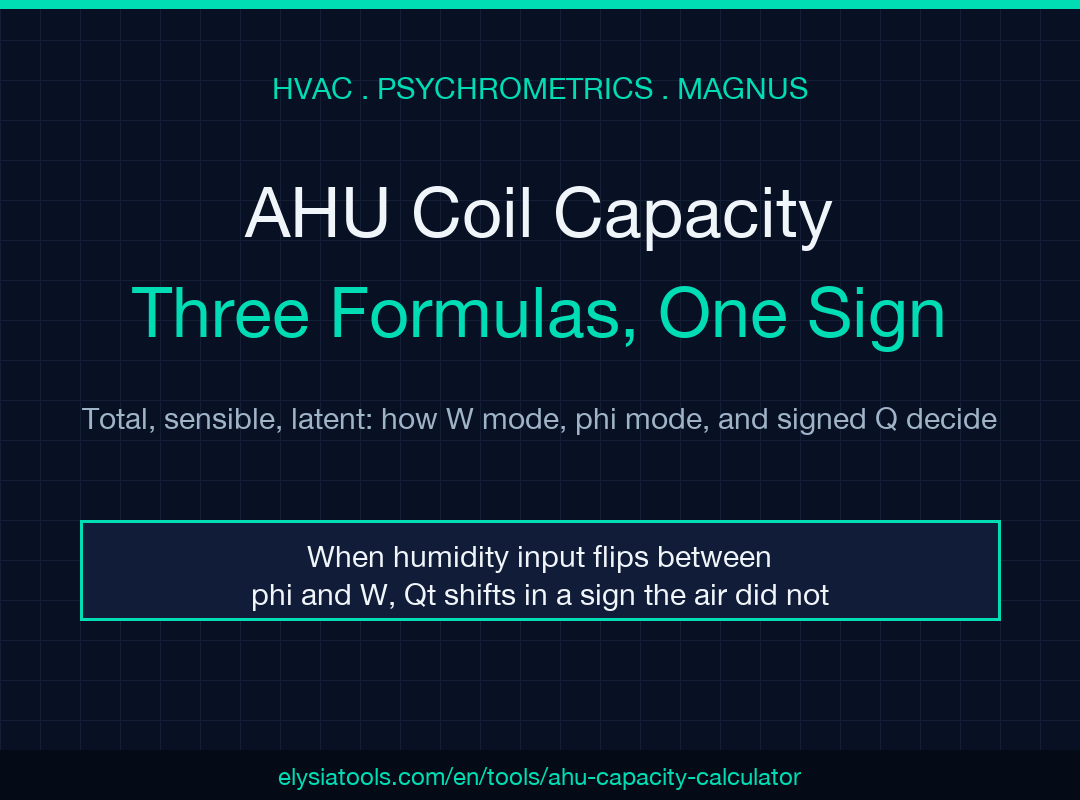 HVAC . PSYCHROMETRICS . MAGNUS
AHU Coil Capacity
Three Formulas, One Sign
Total, sensible, latent: how W mode, phi mode, and signed Q decide
When humidity input flips between
phi and W, Qt shifts in a sign the air did not
elysiatools.com/en/tools/ahu-capacity-calculator